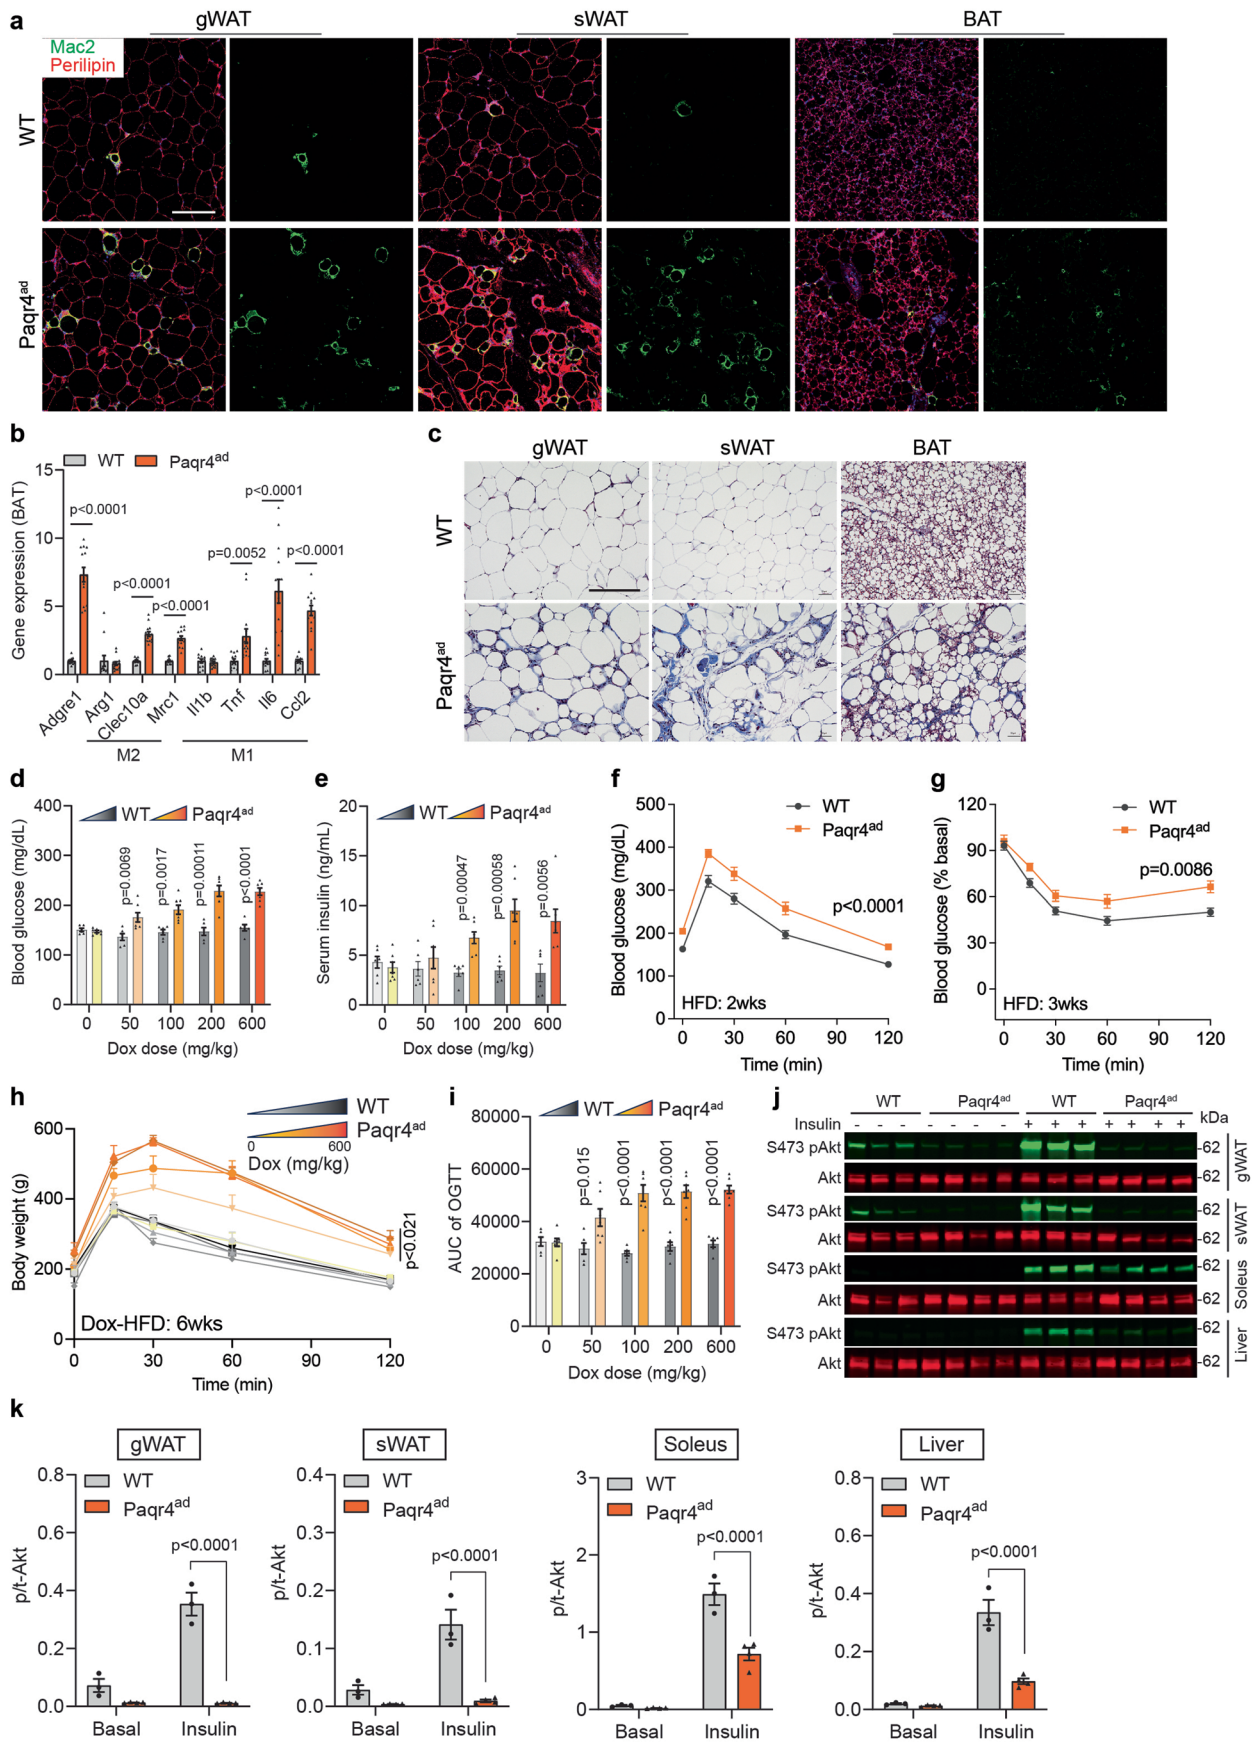 a
gWAT
sWAT
BAT
Mac2
Perilipin
WT
Paqr4ad
b
WT
Paqr4ad
Gene expression (BAT)
15
10
5
0
p<0.0001
p<0.0001
p<0.0001
p=0.0052
p<0.0001
p<0.0001
Adgre1
Arg1
Clec10a
Mrc1
Il1b
Tnf
Il6
Ccl2
M2
M1
c
gWAT
sWAT
BAT
WT
Paqr4ad
d
WT
Paqr4ad
Blood glucose (mg/dL)
400
300
200
100
0
p=0.0069
p=0.0017
p=0.00011
p<0.0001
0 50 100 200 600
Dox dose (mg/kg)
e
WT
Paqr4ad
Serum insulin (ng/mL)
20
15
10
5
0
p=0.00047
p=0.00058
p=0.0056
0 50 100 200 600
Dox dose (mg/kg)
f
WT
Paqr4ad
Blood glucose (mg/dL)
500
400
300
200
100
0
p<0.0001
HFD: 2wks
0 30 60 90 120
Time (min)
g
WT
Paqr4ad
Blood glucose (% basal)
120
90
60
30
0
p=0.0086
HFD: 3wks
0 30 60 90 120
Time (min)
h
WT
Paqr4ad
0 600
Dox (mg/kg)
Body weight (g)
600
400
200
0
p<0.021
Dox-HFD: 6wks
0 30 60 90 120
Time (min)
i
WT
Paqr4ad
AUC of OGTT
80000
60000
40000
20000
0
p=0.015
p<0.0001
p<0.0001
p<0.0001
0 50 100 200 600
Dox dose (mg/kg)
j
WT Paqr4ad WT Paqr4ad kDa
Insulin - - - - - - - + + + + + + +
S473 pAkt -62
Akt -62
gWAT
S473 pAkt -62
Akt -62
sWAT
S473 pAkt -62
Akt -62
Soleus
S473 pAkt -62
Akt -62
Liver
k
gWAT
WT
Paqr4ad
p/t-Akt
0.8
0.6
0.4
0.2
0.0
p<0.0001
Basal Insulin
sWAT
WT
Paqr4ad
p/t-Akt
0.4
0.3
0.2
0.1
0.0
p<0.0001
Basal Insulin
Soleus
WT
Paqr4ad
p/t-Akt
3
2
1
0
p<0.0001
Basal Insulin
Liver
WT
Paqr4ad
p/t-Akt
0.8
0.6
0.4
0.2
0.0
p<0.0001
Basal Insulin